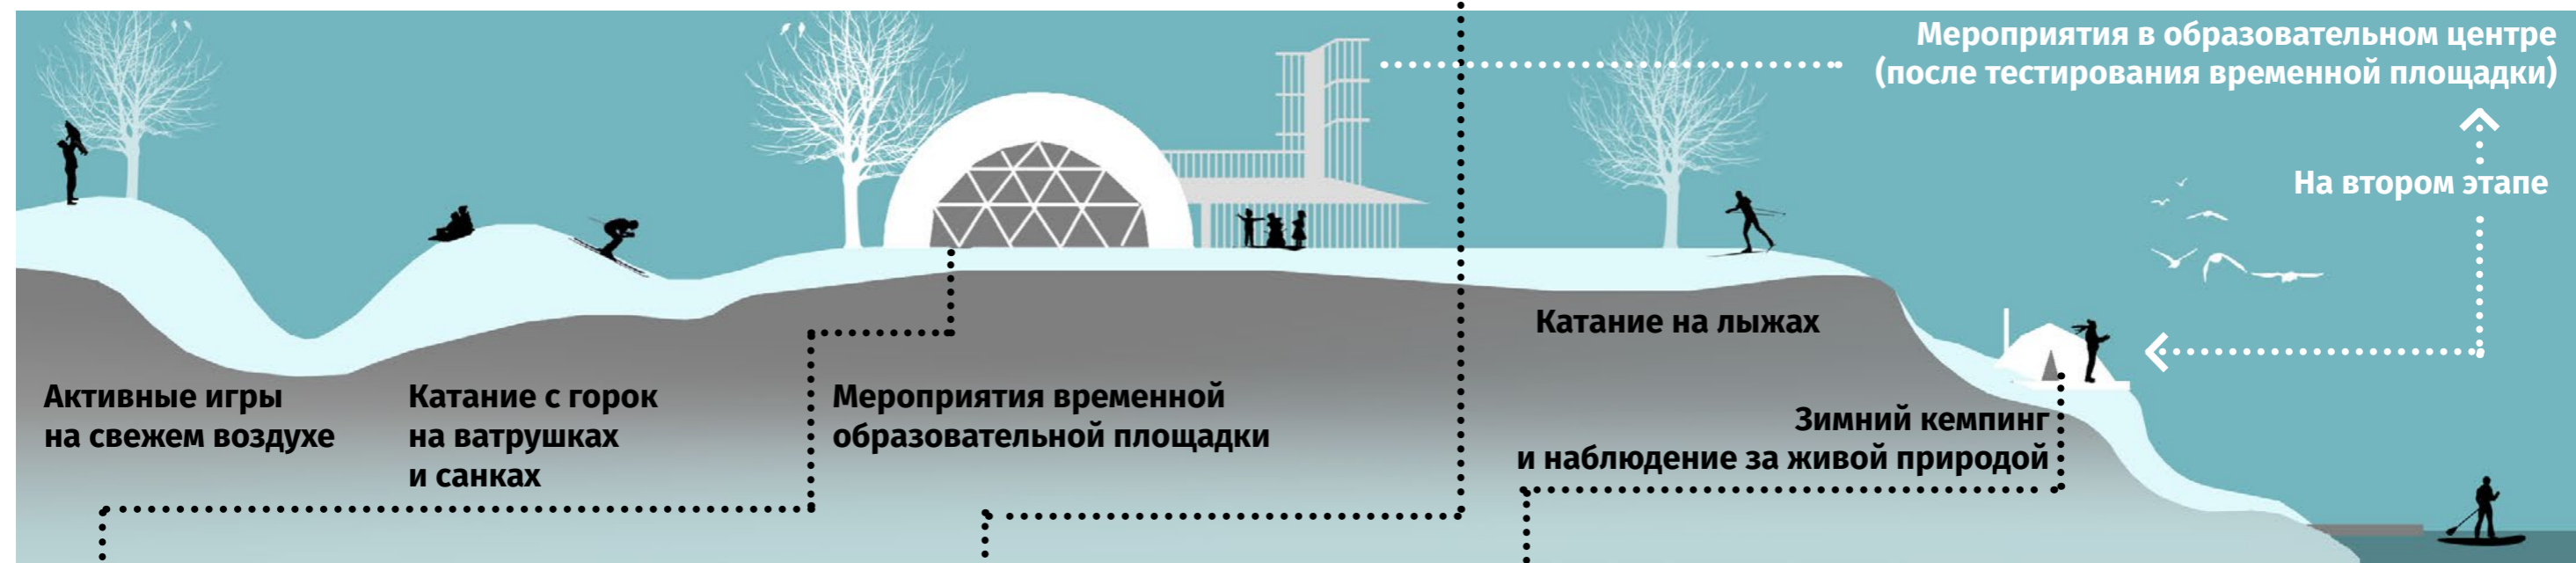 Мероприятия в образовательном центре
(после тестирования временной площадки)
На втором этапе
Катание на лыжах
Активные игры
на свежем воздухе
Катание с горок
на ватрушках
и санках
Мероприятия временной
образовательной площадки
Зимний кемпинг
и наблюдение за живой природой